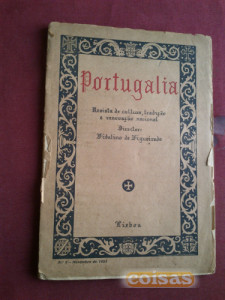 Portugalia
Revista de cultura, tradição
e renovação nacional
Director:
Fidelino de Figueiredo
Lisboa
coisas